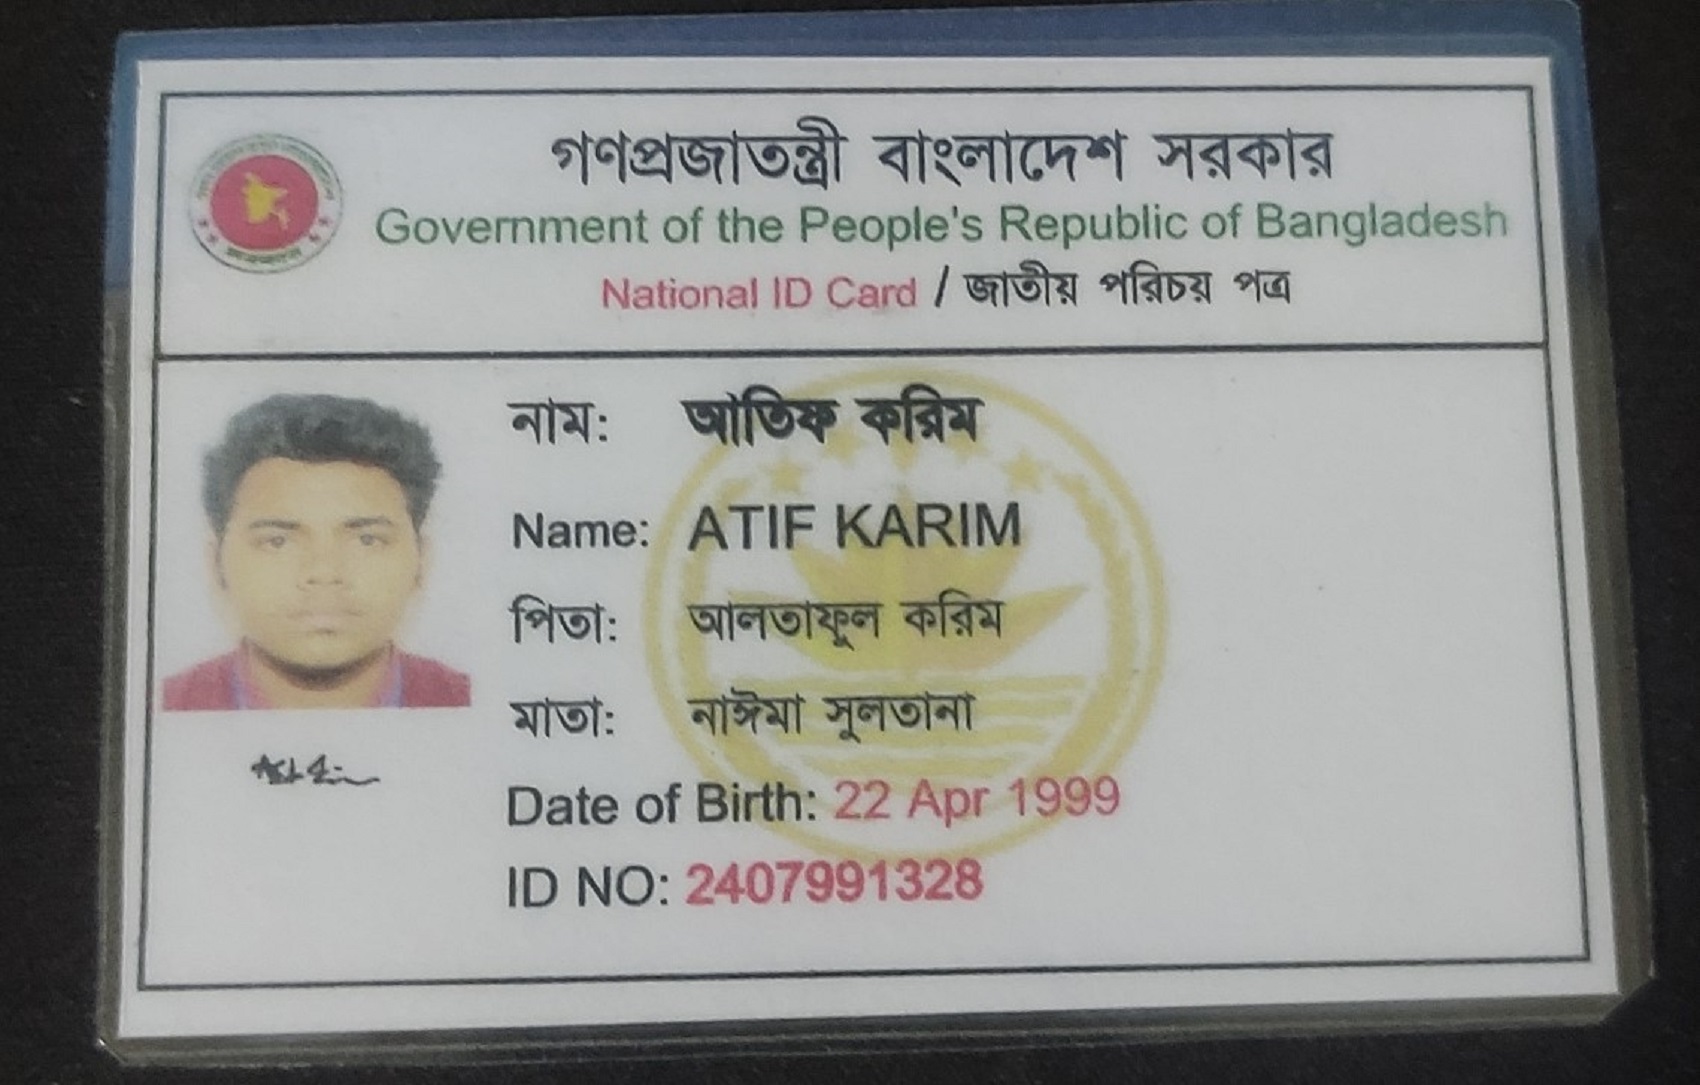 গণপ্রজাতন্ত্রী বাংলাদেশ সরকার
Government of the People's Republic of Bangladesh
National ID Card / জাতীয় পরিচয় পত্র
নাম: আতিফ করিম
Name: ATIF KARIM
পিতা: আলতাফুল করিম
মাতা: নাঈমা সুলতানা
Date of Birth: 22 Apr 1999
ID NO: 2407991328